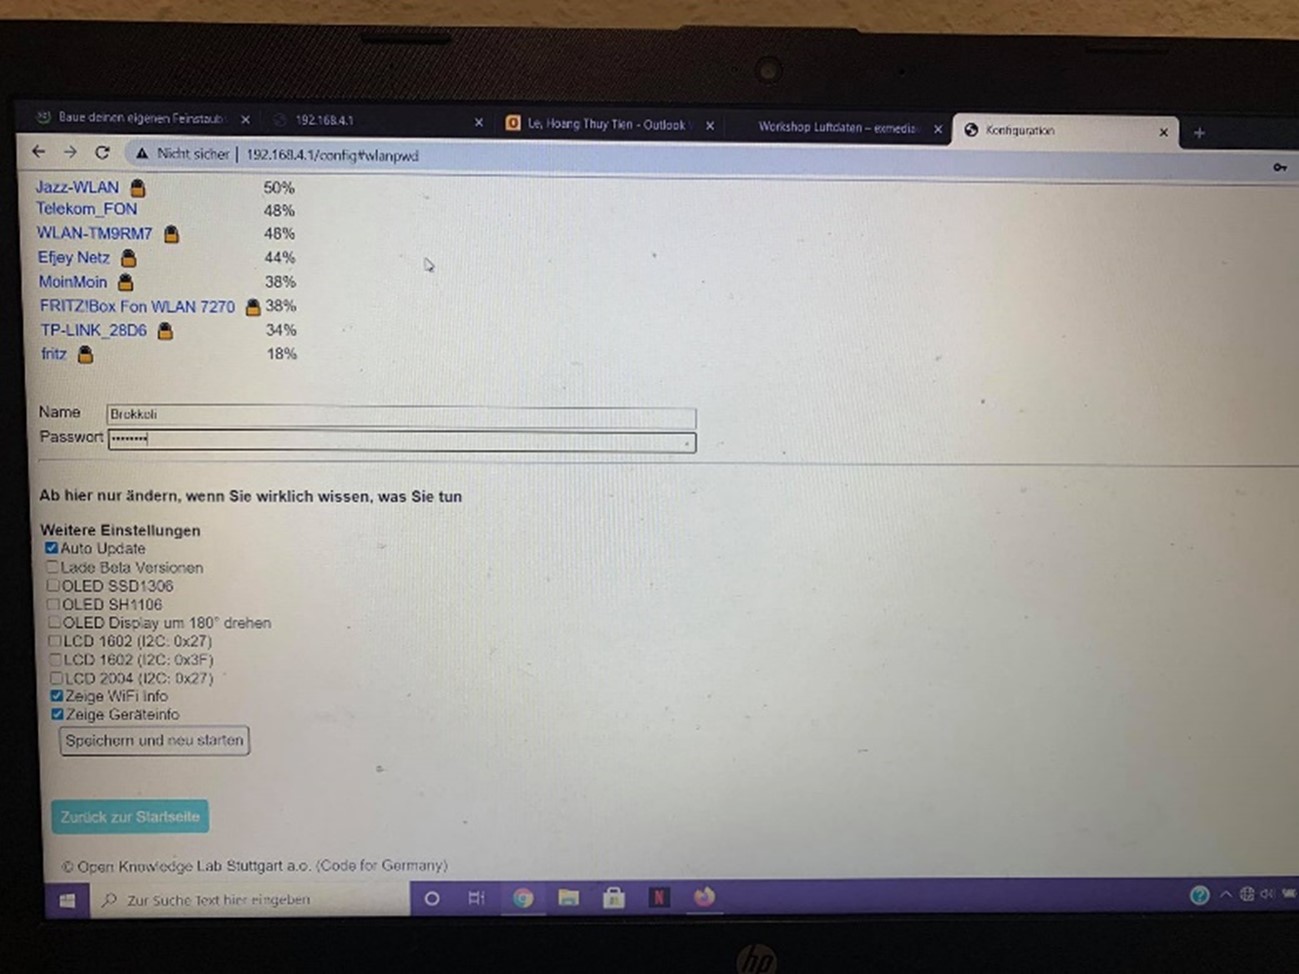 Baue deinen eigenen Feinstaub 192.168.4.1 Le, Hoang Thuy Tien - Outlook Workshop Luftdaten – exmedia Konfiguration
Nicht sicher | 192.168.4.1/config#wlanpwd
Jazz-WLAN 50%
Telekom_FON 48%
WLAN-TM9RM7 48%
Efjey Netz 44%
MoinMoin 38%
FRITZ!Box Fon WLAN 7270 38%
TP-LINK_28D6 34%
fritz 18%
Name Brokkoli
Passwort ••••••••
Ab hier nur ändern, wenn Sie wirklich wissen, was Sie tun
Weitere Einstellungen
Auto Update
Lade Beta Versionen
OLED SSD1306
OLED SH1106
OLED Display um 180° drehen
LCD 1602 (I2C: 0x27)
LCD 1602 (I2C: 0x3F)
LCD 2004 (I2C: 0x27)
Zeige WiFi Info
Zeige Geräteinfo
Speichern und neu starten
Zurück zur Startseite
© Open Knowledge Lab Stuttgart a.o. (Code for Germany)
Zur Suche Text hier eingeben
hp